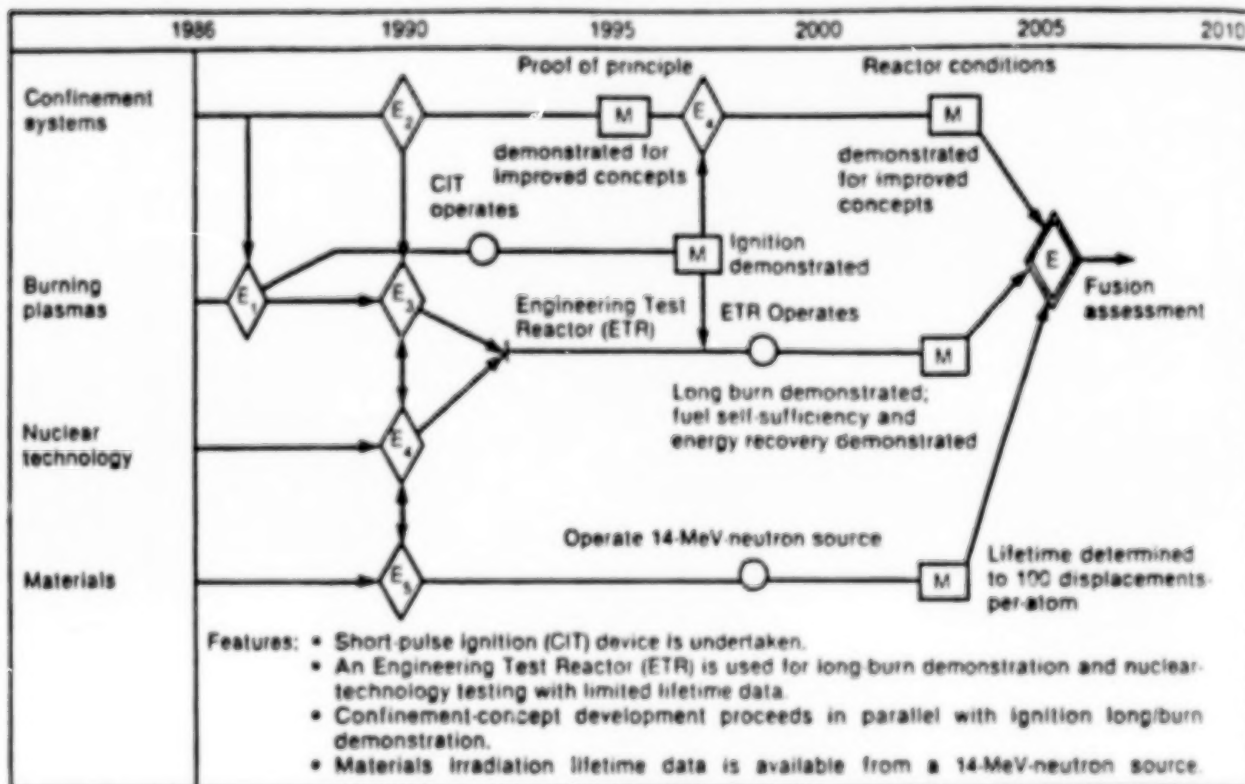 1986 1990 1995 2000 2005 2010
Proof of principle
Reactor conditions
Confinement
systems
E2
M
E4
M
demonstrated for
improved concepts
demonstrated
for improved
concepts
CIT
operates
M
Ignition
demonstrated
E
Fusion
assessment
Burning
plasmas
E1
E3
Engineering Test
Reactor (ETR)
ETR Operates
M
Long burn demonstrated;
fuel self-sufficiency and
energy recovery demonstrated
Nuclear
technology
E4
Operate 14-MeV-neutron source
Materials
E5
M
Lifetime determined
to 100 displacements-
per-atom
Features: • Short-pulse ignition (CIT) device is undertaken.
• An Engineering Test Reactor (ETR) is used for long-burn demonstration and nuclear-
technology testing with limited lifetime data.
• Confinement-concept development proceeds in parallel with ignition long/burn
demonstration.
• Materials Irradiation lifetime data is available from a 14-MeV-neutron source.